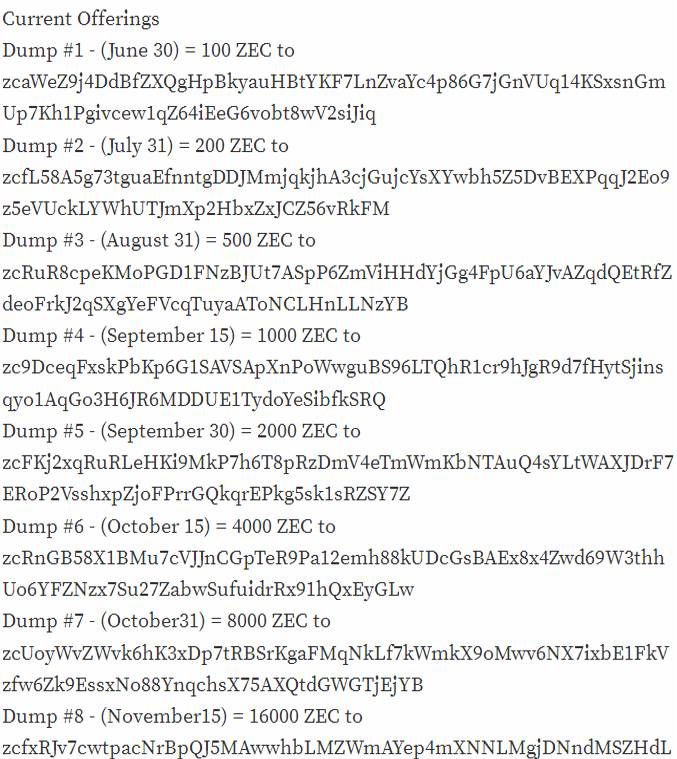 Current Offerings
Dump #1 - (June 30) = 100 ZEC to
zcaWeZ9j4DdBfZXQgHpBkyauHBtYKF7LnZvaYc4p86G7jGnVUq14KSxsnGm
Up7Kh1Pgivcew1qZ64iEeG6vobt8wV2siJiq
Dump #2 - (July 31) = 200 ZEC to
zcfL58A5g73tguaEfnntgDDJMmjqkjhA3cjGujcYsXYwbh5Z5DvBEXPqqJ2Eo9
z5eVUckLYWhUTJmXp2HbxZxJCZ56vRkFM
Dump #3 - (August 31) = 500 ZEC to
zcRuR8cpeKMoPGD1FNzBJUt7ASpP6ZmViHHdYjGg4FpU6aYJvAZqdQEtRfZ
deoFrkJ2qSXgYeFVcqTuyaAToNCLHnLLNzYB
Dump #4 - (September 15) = 1000 ZEC to
zc9DceqFxskPbKp6G1SAVSApXnPoWwguBS96LTQhR1cr9hJgR9d7fHytSjins
qyo1AqGo3H6JR6MDDUE1TydoYeSibfkSRQ
Dump #5 - (September 30) = 2000 ZEC to
zcFKj2xqRuRLeHKi9MkP7h6T8pRzDmV4eTmWmKbNTAuQ4sYLtWAXJDrF7
ERoP2VsshxpZjoFPrrGQkqrEPkg5sk1sRZSY7Z
Dump #6 - (October 15) = 4000 ZEC to
zcRnGB58X1BMu7cVJJnCGpTeR9Pa12emh88kUDcGsBAEx8x4Zwd69W3thh
Uo6YFZNzx7Su27ZabwSufuidrRx91hQxEyGLw
Dump #7 - (October31) = 8000 ZEC to
zcUoyWvZWvk6hK3xDp7tRBSrKgaFMqNkLf7kWmkX9oMwv6NX7ixbE1FkV
zfw6Zk9EssxNo88YnqchsX75AXQtdGWGTjEjYB
Dump #8 - (November15) = 16000 ZEC to
zcfxRJv7cwtpacNrBpQJ5MAwwhbLMZWmAYep4mXNNLMgjDNndMSZHdL